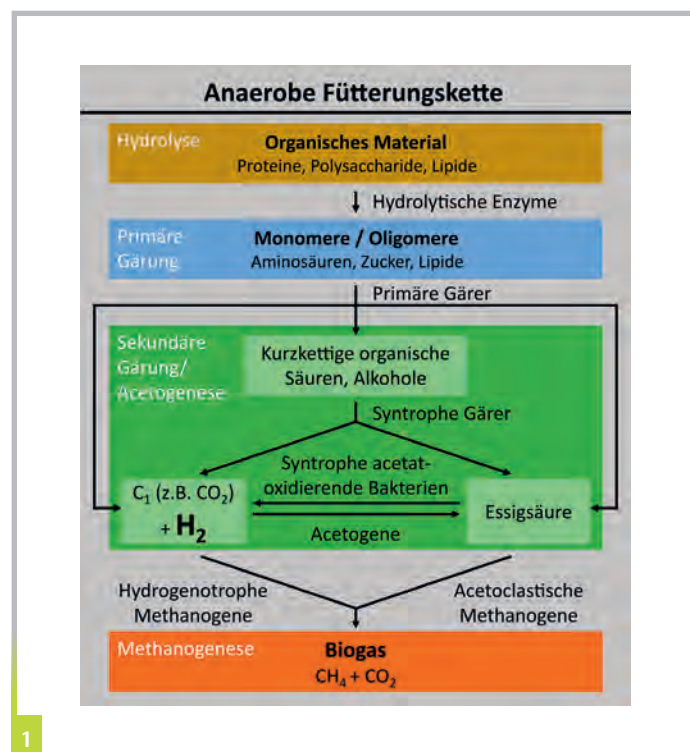 Anaerobe Fütterungskette
Hydrolyse
Organisches Material
Proteine, Polysaccharide, Lipide
Hydrolytische Enzyme
Primäre
Gärung
Monomere / Oligomere
Aminosäuren, Zucker, Lipide
Primäre Gärer
Sekundäre
Gärung/
Acetogenese
Kurzkettige organische
Säuren, Alkohole
Syntrophe Gärer
Syntrophe acetat-
oxidierende Bakterien
C₁ (z.B. CO₂)
+ H₂
Essigsäure
Acetogene
Hydrogenotrophe
Methanogene
Acetoclastische
Methanogene
Methanogenese
Biogas
CH₄ + CO₂
1